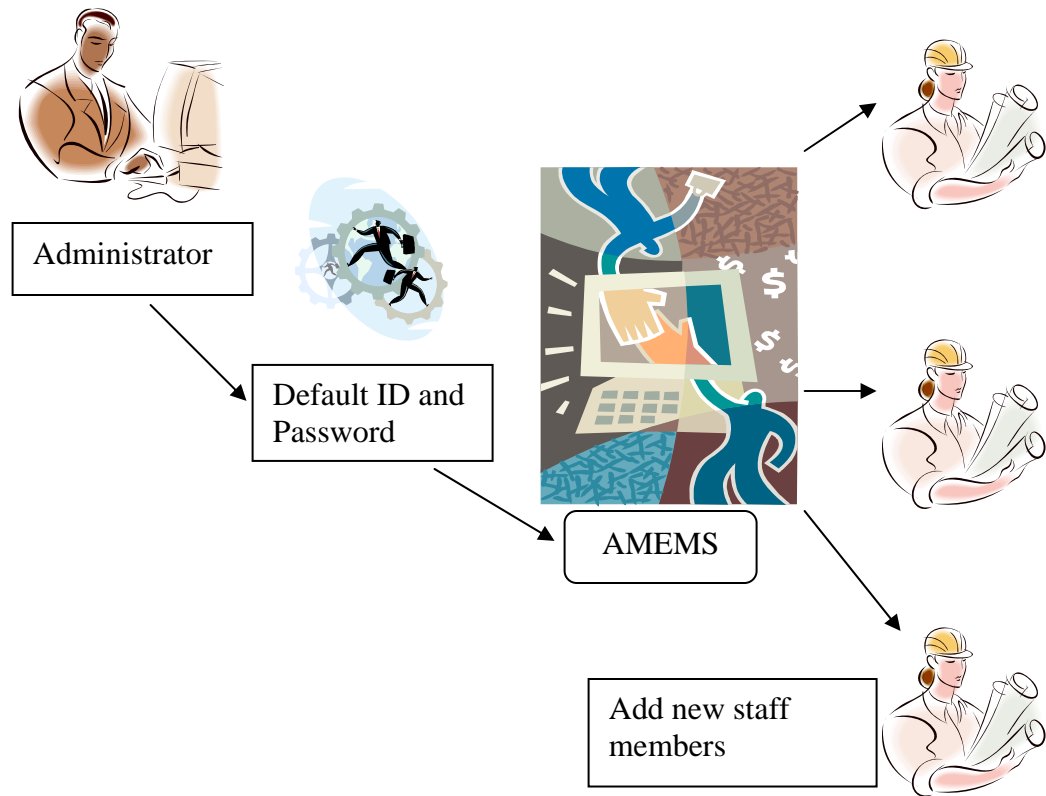 Administrator
Default ID and
Password
AMEMS
Add new staff
members